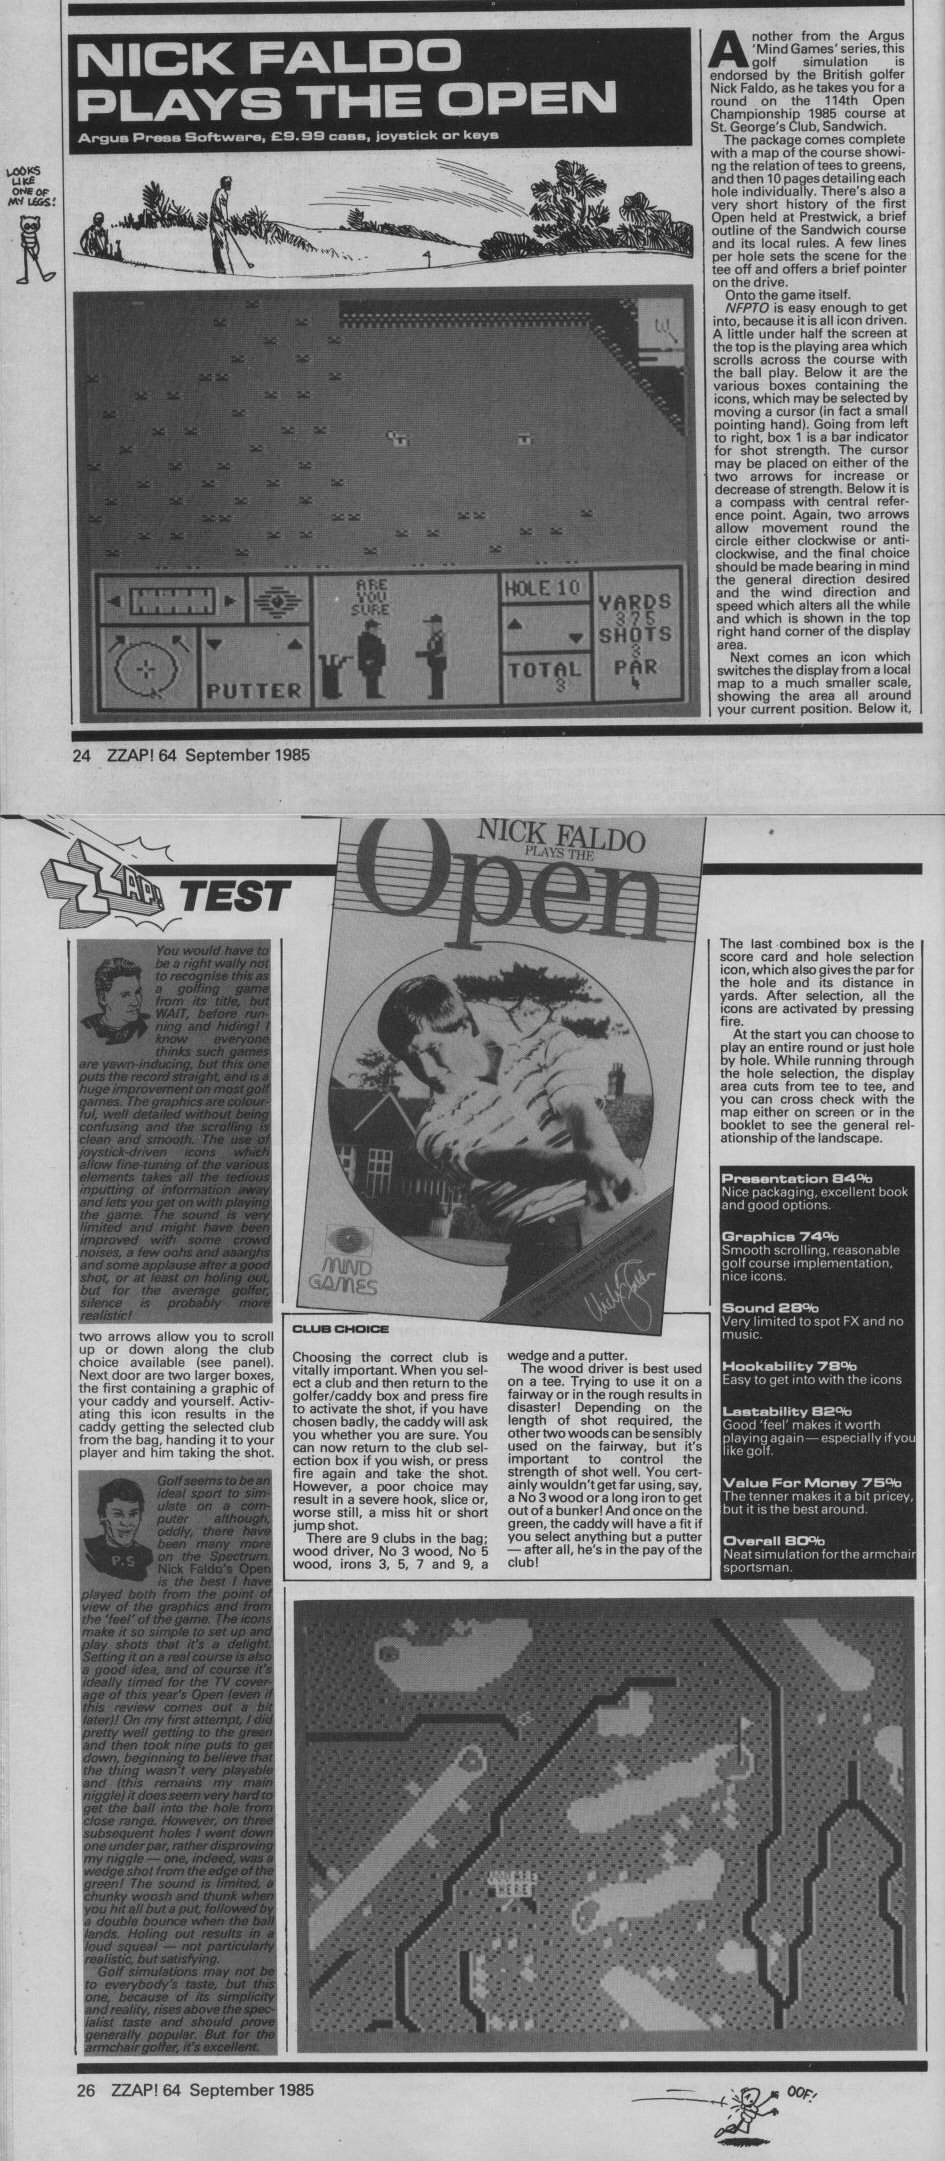 NICK FALDO
PLAYS THE OPEN
Argus Press Software, £9.99 cass, joystick or keys
LOOKS
LIKE
ONE OF
MY LEGS!
ARE
YOU
SURE
PUTTER
HOLE 10
TOTAL
3
YARDS
375
SHOTS
3
PAR
4
Another from the Argus
'Mind Games' series, this
golf simulation is
endorsed by the British golfer
Nick Faldo, as he takes you for a
round on the 114th Open
Championship 1985 course at
St. George's Club, Sandwich.
The package comes complete
with a map of the course showi-
ng the relation of tees to greens,
and then 10 pages detailing each
hole individually. There's also a
very short history of the first
Open held at Prestwick, a brief
outline of the Sandwich course
and its local rules. A few lines
per hole sets the scene for the
tee off and offers a brief pointer
on the drive.
Onto the game itself.
NFPTO is easy enough to get
into, because it is all icon driven.
A little under half the screen at
the top is the playing area which
scrolls across the course with
the ball play. Below it are the
various boxes containing the
icons, which may be selected by
moving a cursor (in fact a small
pointing hand). Going from left
to right, box 1 is a bar indicator
for shot strength. The cursor
may be placed on either of the
two arrows for increase or
decrease of strength. Below it is
a compass with central refer-
ence point. Again, two arrows
allow movement round the
circle either clockwise or anti-
clockwise, and the final choice
should be made bearing in mind
the general direction desired
and the wind direction and
speed which alters all the while
and which is shown in the top
right hand corner of the display
area.
Next comes an icon which
switches the display from a local
map to a much smaller scale,
showing the area all around
your current position. Below it,
24 ZZAP! 64 September 1985
ZZAP! TEST
NICK FALDO
PLAYS THE
Open
MIND
GAMES
You would have to
be a right wally not
to recognise this as
a golfing game
from its title, but
WAIT, before run-
ning and hiding! I
know everyone
thinks such games
are yawn-inducing, but this one
puts the record straight, and is a
huge improvement on most golf
games. The graphics are colour-
ful, well detailed without being
confusing and the scrolling is
clean and smooth. The use of
joystick-driven icons which
allow fine-tuning of the various
elements takes all the tedious
inputting of information away
and lets you get on with playing
the game. The sound is very
limited and might have been
improved with some crowd
noises, a few oohs and aaarghs
and some applause after a good
shot, or at least on holing out,
but for the average golfer,
silence is probably more
realistic!
two arrows allow you to scroll
up or down along the club
choice available (see panel).
Next door are two larger boxes,
the first containing a graphic of
your caddy and yourself. Activ-
ating this icon results in the
caddy getting the selected club
from the bag, handing it to your
player and him taking the shot.
P.S
Golf seems to be an
ideal sport to sim-
ulate on a com-
puter although,
oddly, there have
been many more
on the Spectrum.
Nick Faldo's Open
is the best I have
played both from the point of
view of the graphics and from
the 'feel' of the game. The icons
make it so simple to set up and
play shots that it's a delight.
Setting it on a real course is also
a good idea, and of course it's
ideally timed for the TV cover-
age of this year's Open (even if
this review comes out a bit
later)! On my first attempt, I did
pretty well getting to the green
and then took nine puts to get
down, beginning to believe that
the thing wasn't very playable
and (this remains my main
niggle) it does seem very hard to
get the ball into the hole from
close range. However, on three
subsequent holes I went down
one under par, rather disproving
my niggle — one, indeed, was a
wedge shot from the edge of the
green! The sound is limited, a
chunky woosh and thunk when
you hit all but a put, followed by
a double bounce when the ball
lands. Holing out results in a
loud squeal — not particularly
realistic, but satisfying.
Golf simulations may not be
to everybody's taste, but this
one, because of its simplicity
and reality, rises above the spec-
ialist taste and should prove
generally popular. But for the
armchair golfer, it's excellent.
CLUB CHOICE
Choosing the correct club is
vitally important. When you sel-
ect a club and then return to the
golfer/caddy box and press fire
to activate the shot, if you have
chosen badly, the caddy will ask
you whether you are sure. You
can now return to the club sel-
ection box if you wish, or press
fire again and take the shot.
However, a poor choice may
result in a severe hook, slice or,
worse still, a miss hit or short
jump shot.
There are 9 clubs in the bag;
wood driver, No 3 wood, No 5
wood, irons 3, 5, 7 and 9, a
wedge and a putter.
The wood driver is best used
on a tee. Trying to use it on a
fairway or in the rough results in
disaster! Depending on the
length of shot required, the
other two woods can be sensibly
used on the fairway, but it's
important to control the
strength of shot well. You cert-
ainly wouldn't get far using, say,
a No 3 wood or a long iron to get
out of a bunker! And once on the
green, the caddy will have a fit if
you select anything but a putter
— after all, he's in the pay of the
club!
The last combined box is the
score card and hole selection
icon, which also gives the par for
the hole and its distance in
yards. After selection, all the
icons are activated by pressing
fire.
At the start you can choose to
play an entire round or just hole
by hole. While running through
the hole selection, the display
area cuts from tee to tee, and
you can cross check with the
map either on screen or in the
booklet to see the general rel-
ationship of the landscape.
Presentation 84%
Nice packaging, excellent book
and good options.
Graphics 74%
Smooth scrolling, reasonable
golf course implementation,
nice icons.
Sound 28%
Very limited to spot FX and no
music.
Hookability 78%
Easy to get into with the icons
Lastability 82%
Good 'feel' makes it worth
playing again — especially if you
like golf.
Value For Money 75%
The tenner makes it a bit pricey,
but it is the best around.
Overall 80%
Neat simulation for the armchair
sportsman.
YOU ARE
HERE
26 ZZAP! 64 September 1985
OOF!